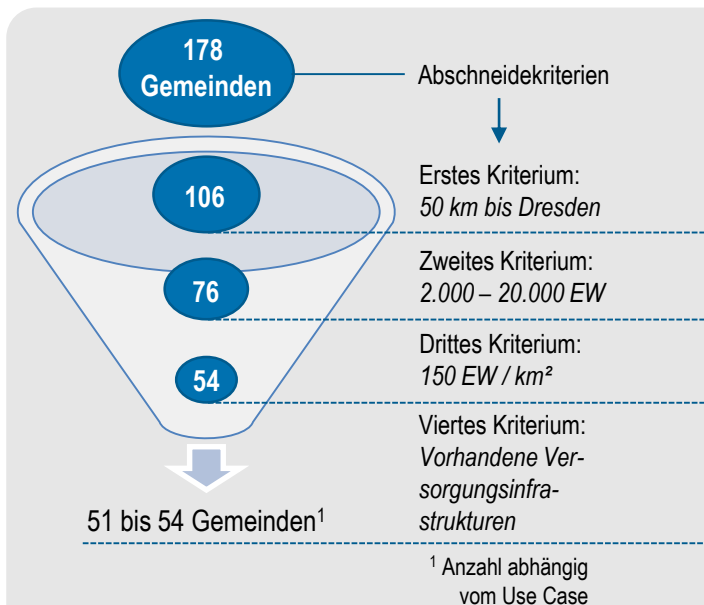 178
Gemeinden
Abschneidekriterien
106
Erstes Kriterium:
50 km bis Dresden
76
Zweites Kriterium:
2.000 – 20.000 EW
54
Drittes Kriterium:
150 EW / km²
Viertes Kriterium:
Vorhandene Ver-
sorgungsinfra-
strukturen
51 bis 54 Gemeinden¹
¹ Anzahl abhängig
vom Use Case